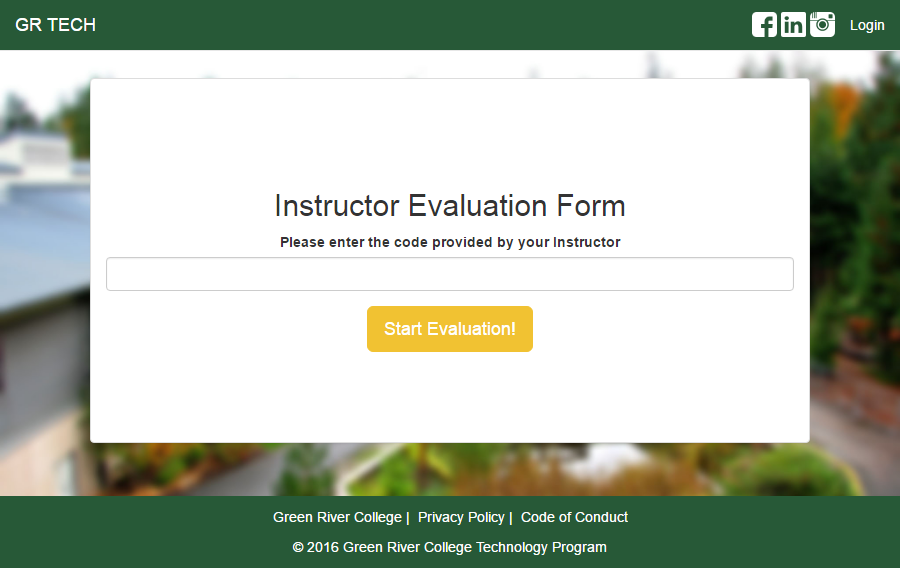 GR TECH
Login
Instructor Evaluation Form
Please enter the code provided by your Instructor
Start Evaluation!
Green River College | Privacy Policy | Code of Conduct
© 2016 Green River College Technology Program